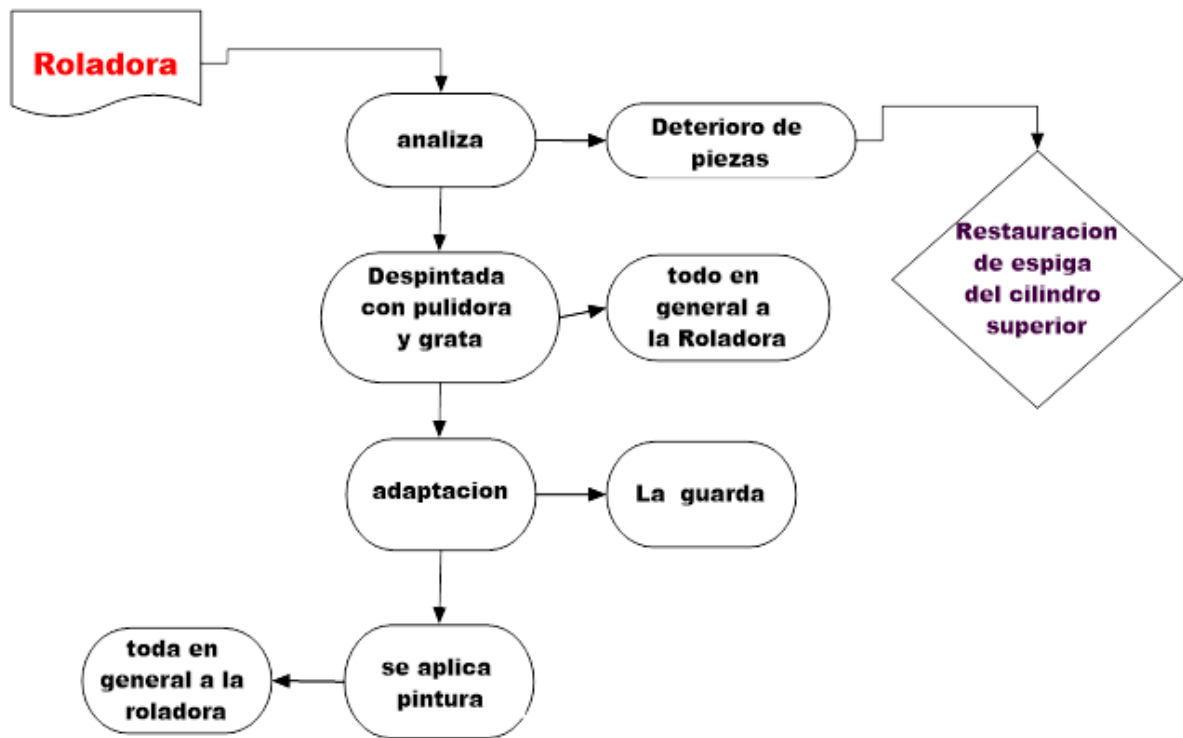 Roladora
analiza
Deterioro de
piezas
Restauracion
de espiga
del cilindro
superior
Despintada
con pulidora
y grata
todo en
general a
la Roladora
adaptacion
La guarda
se aplica
pintura
toda en
general a la
roladora